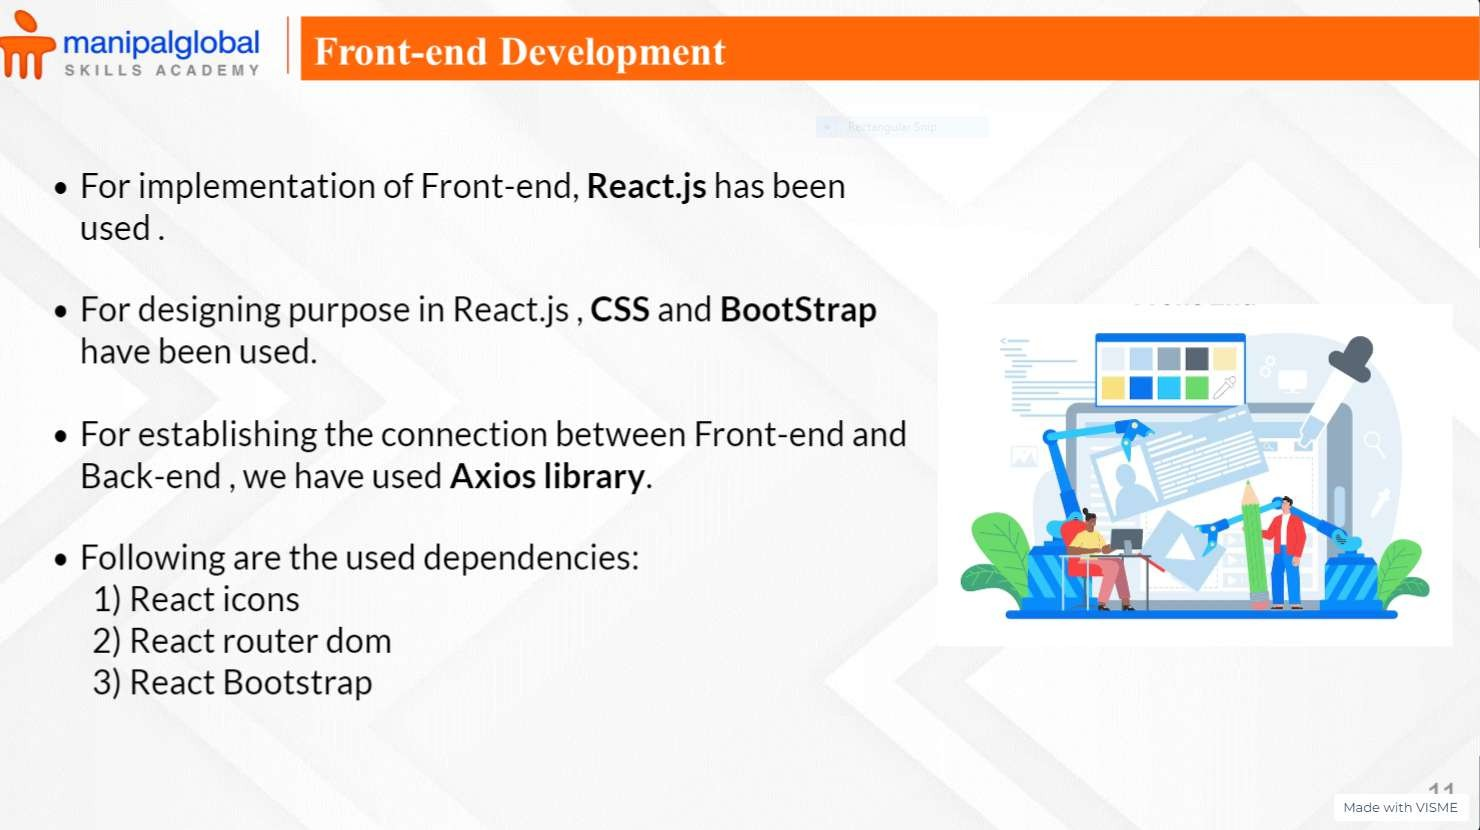 manipalglobal
SKILLS ACADEMY
Front-end Development
Rectangular Snip
• For implementation of Front-end, React.js has been
used .
• For designing purpose in React.js , CSS and BootStrap
have been used.
• For establishing the connection between Front-end and
Back-end , we have used Axios library.
• Following are the used dependencies:
1) React icons
2) React router dom
3) React Bootstrap
11
Made with VISME